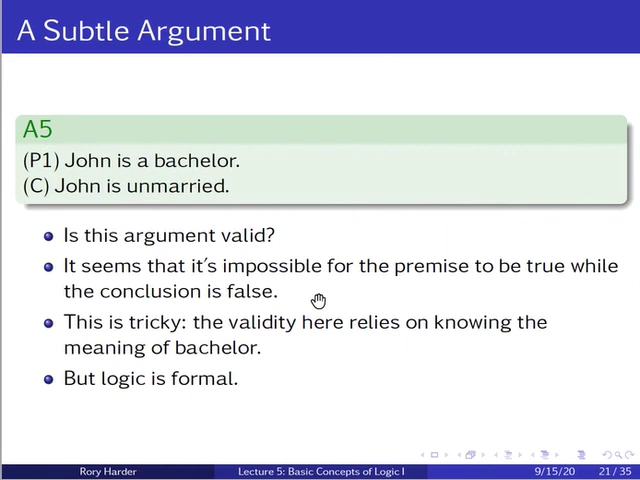 A Subtle Argument
A5
(P1) John is a bachelor.
(C) John is unmarried.
Is this argument valid?
It seems that it's impossible for the premise to be true while
the conclusion is false.
This is tricky: the validity here relies on knowing the
meaning of bachelor.
But logic is formal.
Rory Harder Lecture 5: Basic Concepts of Logic I 9/15/20 21 / 35